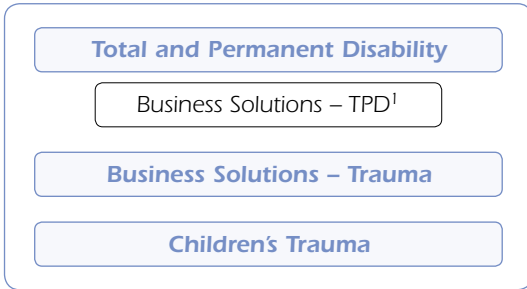 Total and Permanent Disability
Business Solutions – TPD¹
Business Solutions – Trauma
Children's Trauma